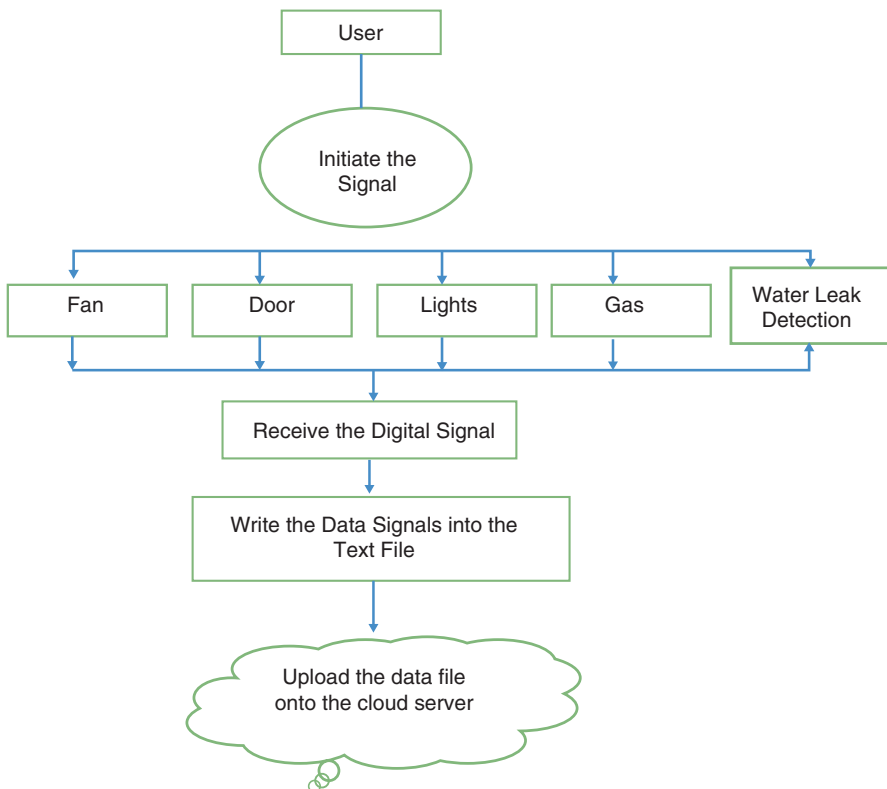 User
Initiate the
Signal
Fan
Door
Lights
Gas
Water Leak
Detection
Receive the Digital Signal
Write the Data Signals into the
Text File
Upload the data file
onto the cloud server